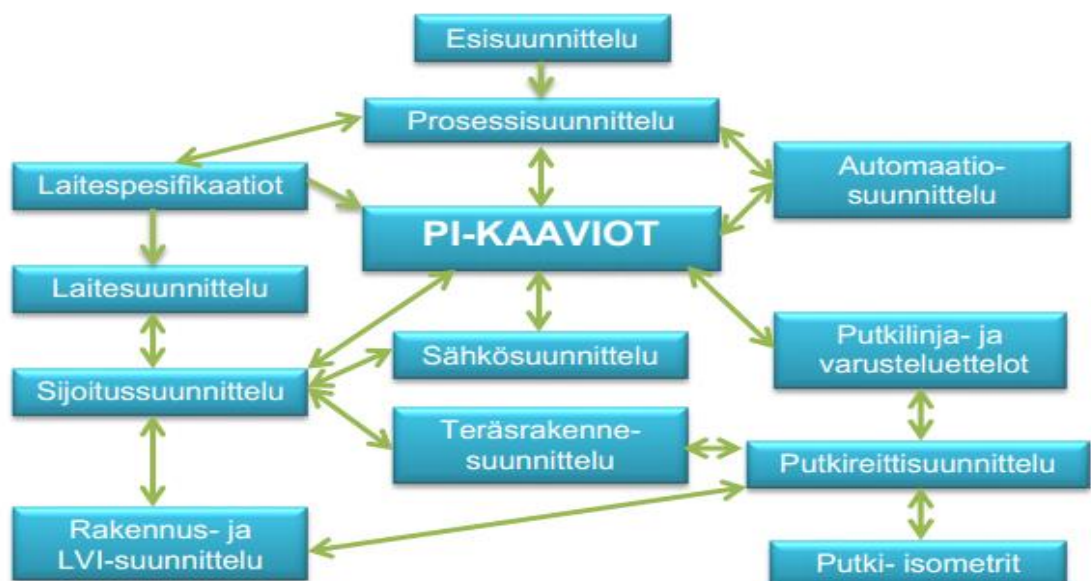 Esisuunnittelu
Prosessisuunnittelu
Automaatio-
suunnittelu
Laitespesifikaatiot
PI-KAAVIOT
Laitesuunnittelu
Sähkösuunnittelu
Putkilinja- ja
varusteluettelot
Sijoitussuunnittelu
Teräsrakenne-
suunnittelu
Putkireittisuunnittelu
Rakennus- ja
LVI-suunnittelu
Putki- isometrit